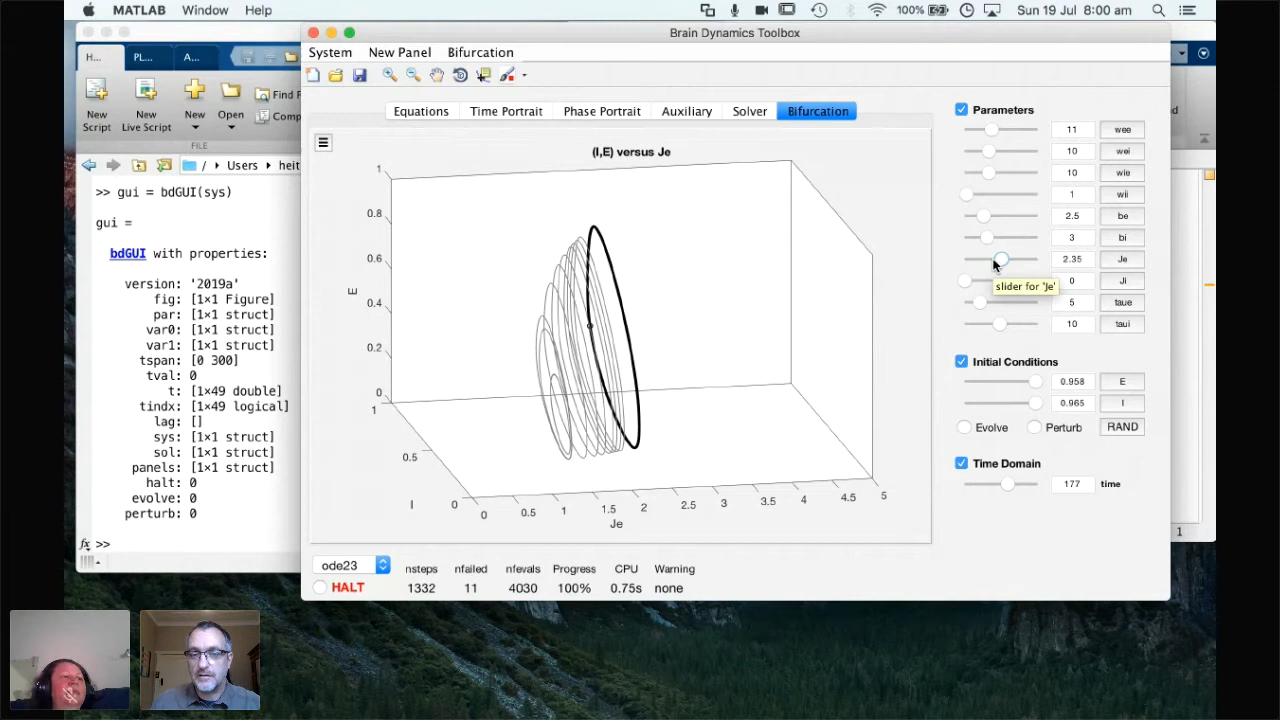 MATLAB Window Help 100% Sun 19 Jul 8:00 am
Brain Dynamics Toolbox
System New Panel Bifurcation
H... PL... A...
New Script
New Live Script
New
Open
Find F
Comp
FILE
/ Users heit
>> gui = bdGUI(sys)
gui =
bdGUI with properties:
version: '2019a'
fig: [1×1 Figure]
par: [1×1 struct]
var0: [1×1 struct]
var1: [1×1 struct]
tspan: [0 300]
tval: 0
t: [1×49 double]
tindx: [1×49 logical]
lag: []
sys: [1×1 struct]
sol: [1×1 struct]
panels: [1×1 struct]
halt: 0
evolve: 0
perturb: 0
fx >>
Equations Time Portrait Phase Portrait Auxiliary Solver Bifurcation
(I,E) versus Je
1
0.8
0.6
0.4
0.2
0
E
1
0.5
0
I
0 0.5 1 1.5 2 2.5 3 3.5 4 4.5 5
Je
Parameters
11 wee
10 wei
10 wie
1 wii
2.5 be
3 bi
2.35 Je
slider for 'Je'
0 Ji
5 taue
10 taui
Initial Conditions
0.958 E
0.965 I
Evolve Perturb RAND
Time Domain
177 time
ode23 nsteps nfailed nfevals Progress CPU Warning
HALT 1332 11 4030 100% 0.75s none
d
1